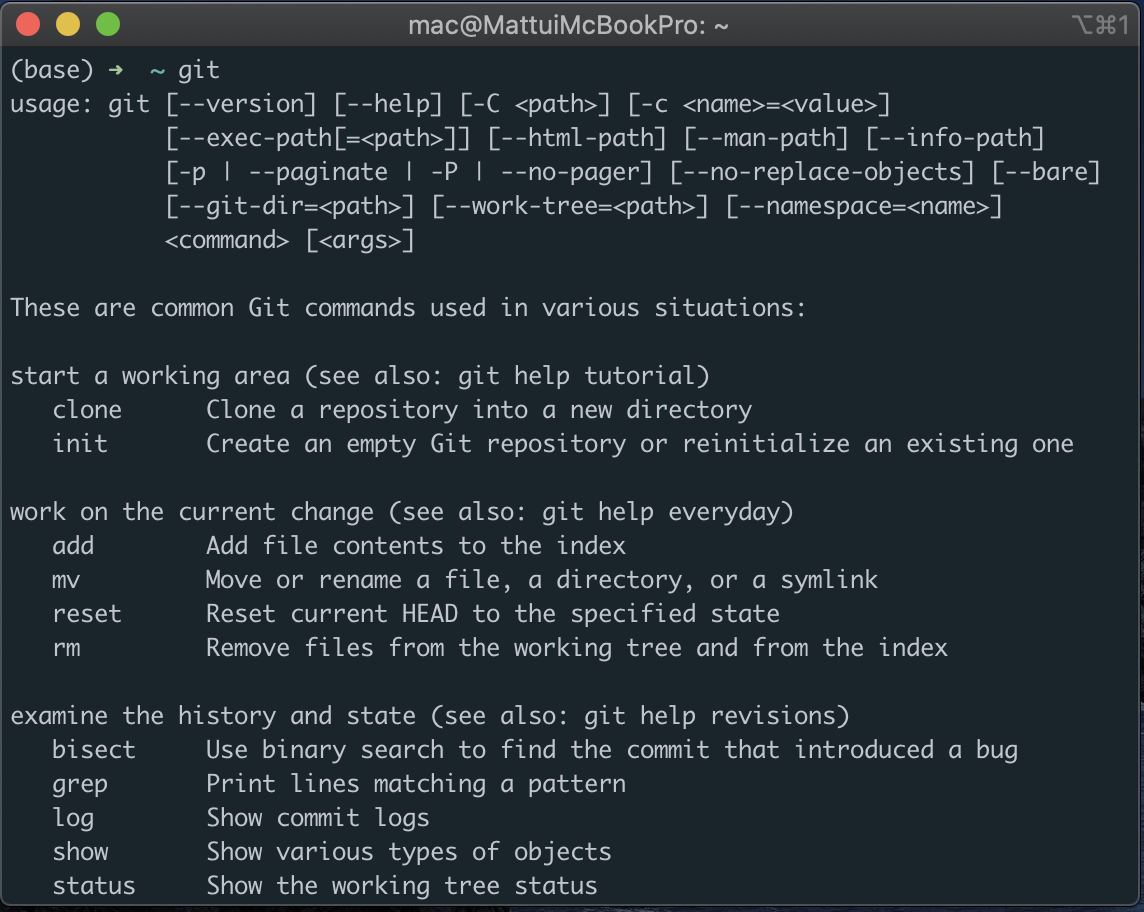 mac@MattuiMcBookPro: ~
⌥⌘1
(base) ➜  ~ git
usage: git [--version] [--help] [-C <path>] [-c <name>=<value>]
           [--exec-path[=<path>]] [--html-path] [--man-path] [--info-path]
           [-p | --paginate | -P | --no-pager] [--no-replace-objects] [--bare]
           [--git-dir=<path>] [--work-tree=<path>] [--namespace=<name>]
           <command> [<args>]

These are common Git commands used in various situations:

start a working area (see also: git help tutorial)
   clone      Clone a repository into a new directory
   init       Create an empty Git repository or reinitialize an existing one

work on the current change (see also: git help everyday)
   add        Add file contents to the index
   mv         Move or rename a file, a directory, or a symlink
   reset      Reset current HEAD to the specified state
   rm         Remove files from the working tree and from the index

examine the history and state (see also: git help revisions)
   bisect     Use binary search to find the commit that introduced a bug
   grep       Print lines matching a pattern
   log        Show commit logs
   show       Show various types of objects
   status     Show the working tree status